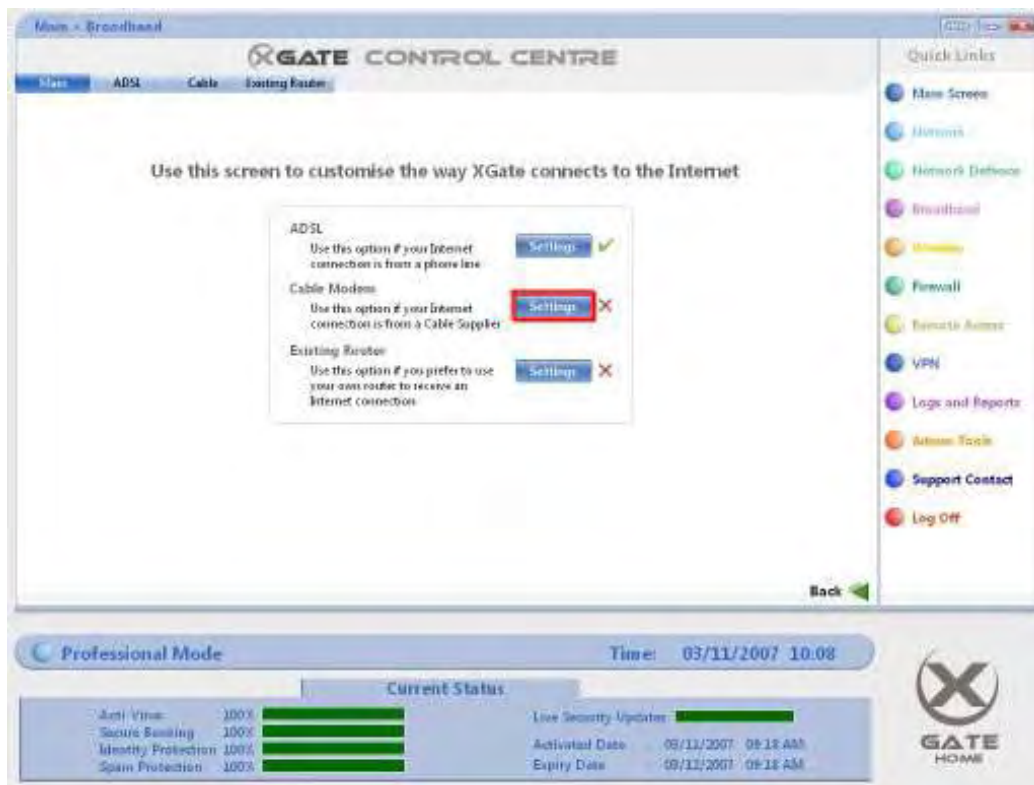 Main - Broadband
XGATE CONTROL CENTRE
Main ADSL Cable Existing Router
Use this screen to customise the way XGate connects to the Internet
ADSL
Use this option if your Internet
connection is from a phone line
Settings
Cable Modem
Use this option if your Internet
connection is from a Cable Supplier
Settings
Existing Router
Use this option if you prefer to use
your own router to receive an
Internet connection
Settings
Back
Quick Links
Main Screen
Network Defence
Broadband
Firewall
Remote Access
VPN
Logs and Reports
Admin Tools
Support Contact
Log Off
Professional Mode
Time: 03/11/2007 10:08
Current Status
Anti Virus 100%
Secure Banking 100%
Identity Protection 100%
Spam Protection 100%
Live Security Updates
Activated Date 09:18 AM
Expiry Date 09:18 AM
X
GATE
HOME